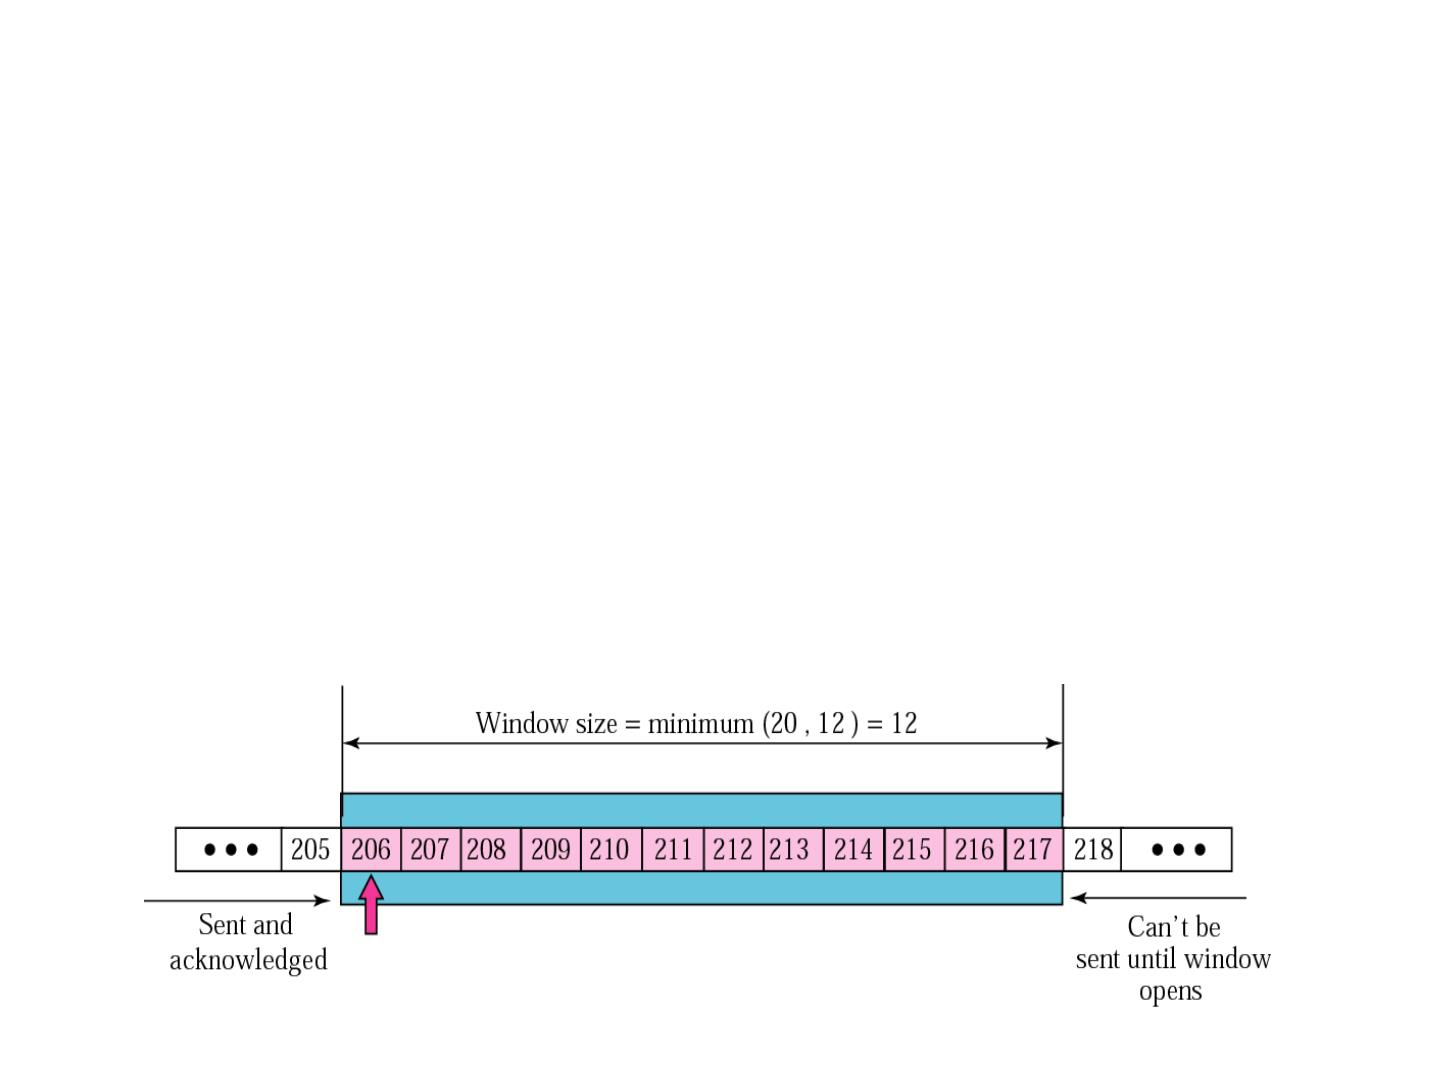 Window size = minimum (20 , 12 ) = 12
••• 205 206 207 208 209 210 211 212 213 214 215 216 217 218 •••
Sent and
acknowledged
Can't be
sent until window
opens